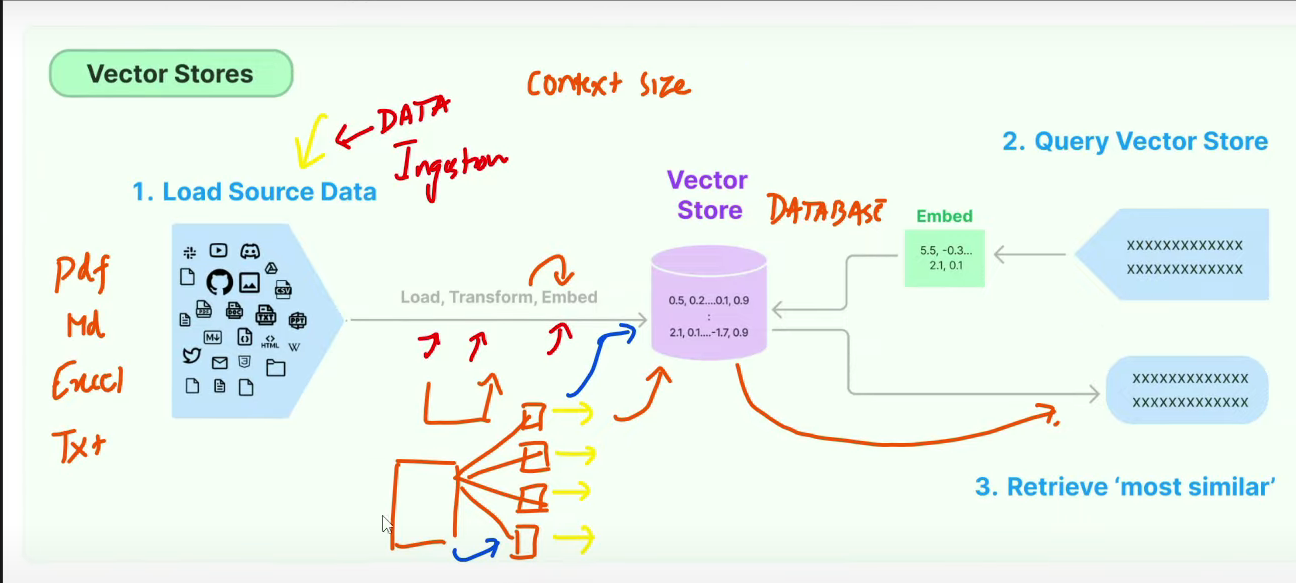 Vector Stores
Context size
DATA
Ingestion
1. Load Source Data
2. Query Vector Store
Vector
Store
DATABASE
Embed
5.5, -0.3...
2.1, 0.1
XXXXXXXXXXXXX
XXXXXXXXXXXXX
Pdf
Md
Excel
Txt
CSV
TXT
PPT
M
HTML
W
Load, Transform, Embed
0.5, 0.2....0.1, 0.9
:
2.1, 0.1....-1.7, 0.9
XXXXXXXXXXXXX
XXXXXXXXXXXXX
3. Retrieve ‘most similar’